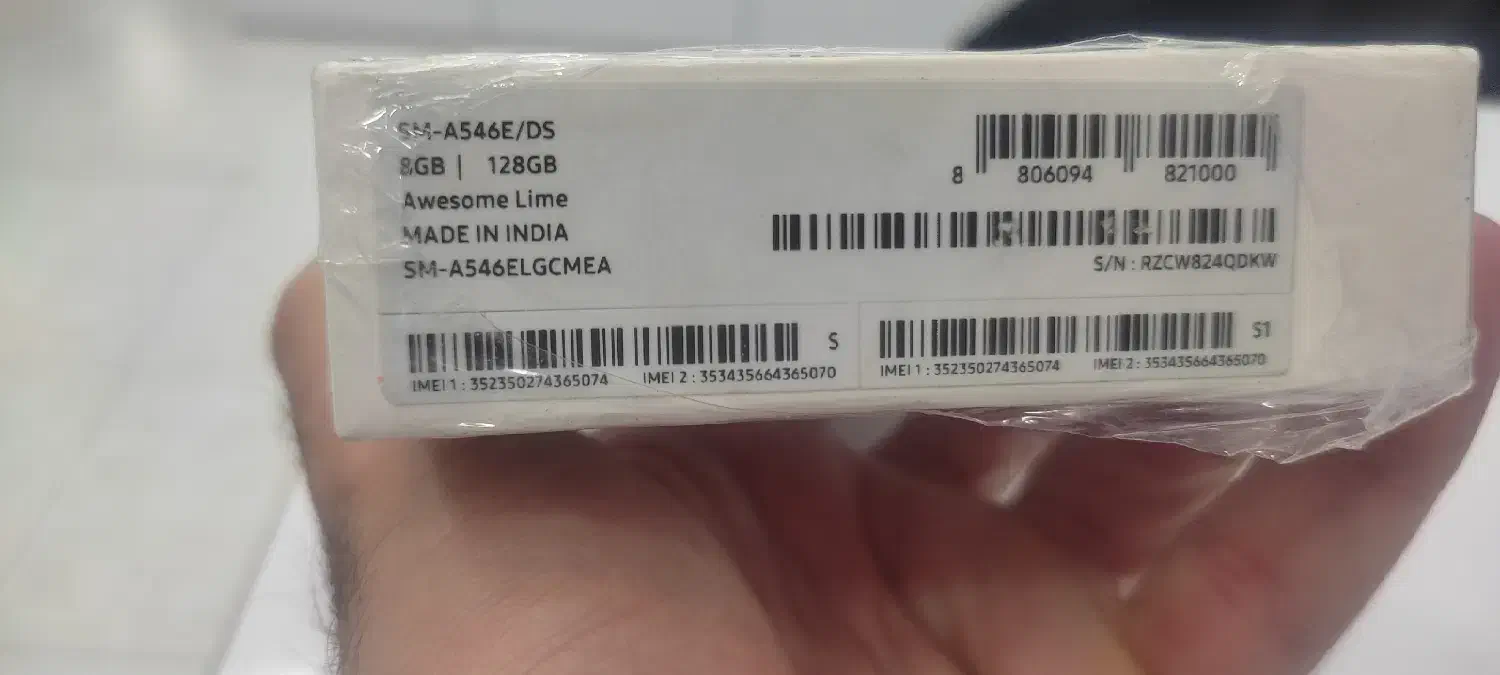 SM-A546E/DS
8GB | 128GB
Awesome Lime
MADE IN INDIA
SM-A546ELGCMEA
8 806094 821000
S/N : RZCW824QDKW
S
IMEI 1 : 352350274365074 IMEI 2 : 353435664365070
S1
IMEI 1 : 352350274365074 IMEI 2 : 353435664365070